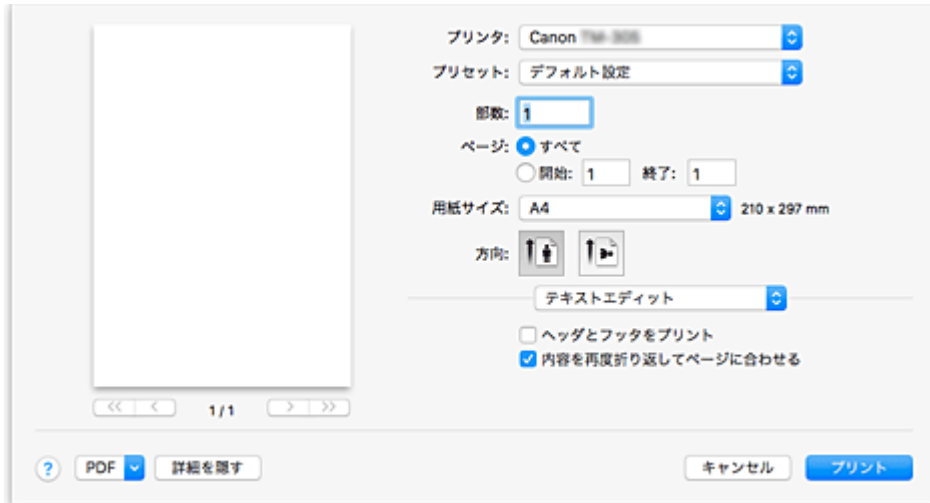 プリンタ: Canon
プリセット: デフォルト設定
部数: 1
ページ: すべて
開始: 1 終了: 1
用紙サイズ: A4 210 x 297 mm
方向:
テキストエディット
ヘッダとフッタをプリント
内容を再度折り返してページに合わせる
<< < 1 / 1 > >>
? PDF 詳細を隠す キャンセル プリント